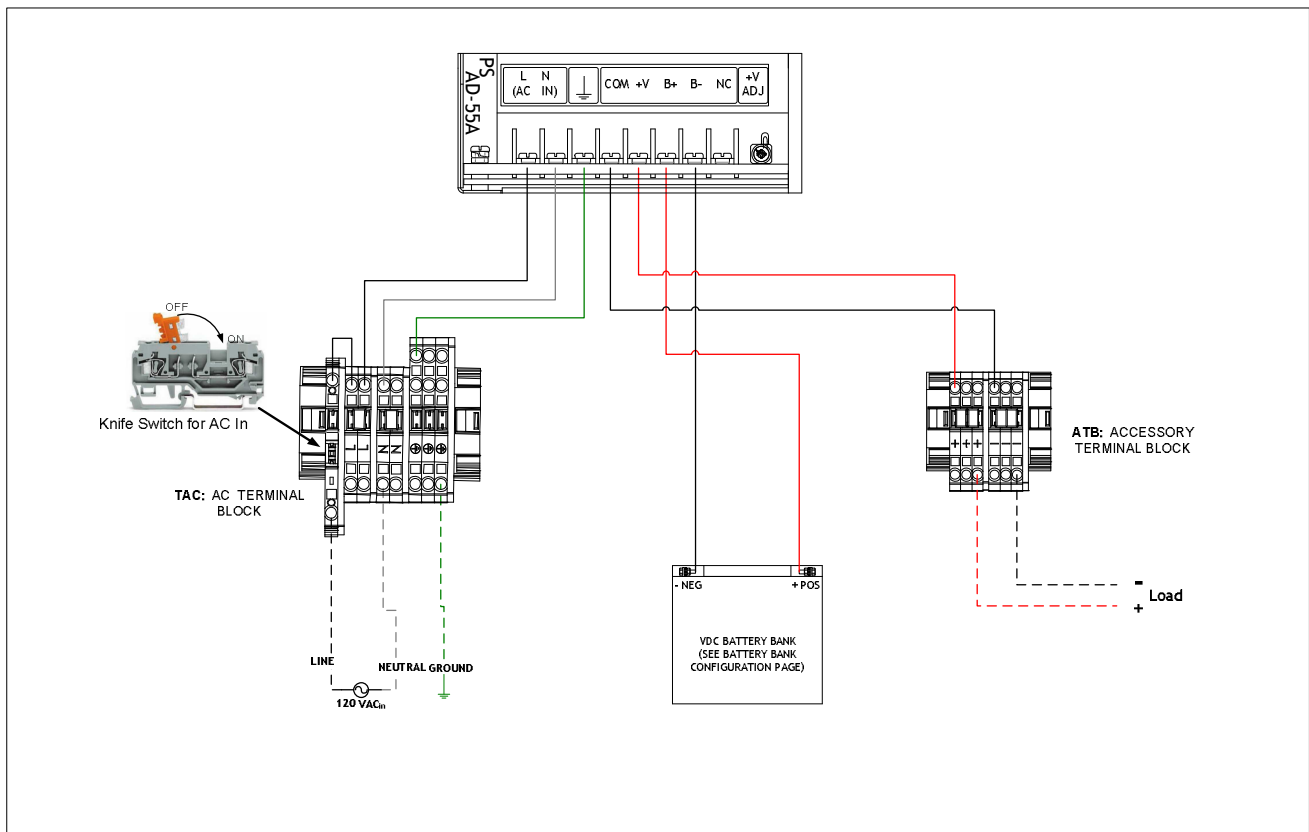 PS
AD-55A
L N
(AC IN)
COM +V B+ B- NC
+V
ADJ
OFF
ON
Knife Switch for AC In
TAC: AC TERMINAL
BLOCK
L L N N
+ + + - - -
ATB: ACCESSORY
TERMINAL BLOCK
- NEG + POS
VDC BATTERY BANK
(SEE BATTERY BANK
CONFIGURATION PAGE)
-
+
Load
LINE
NEUTRAL GROUND
120 VACin